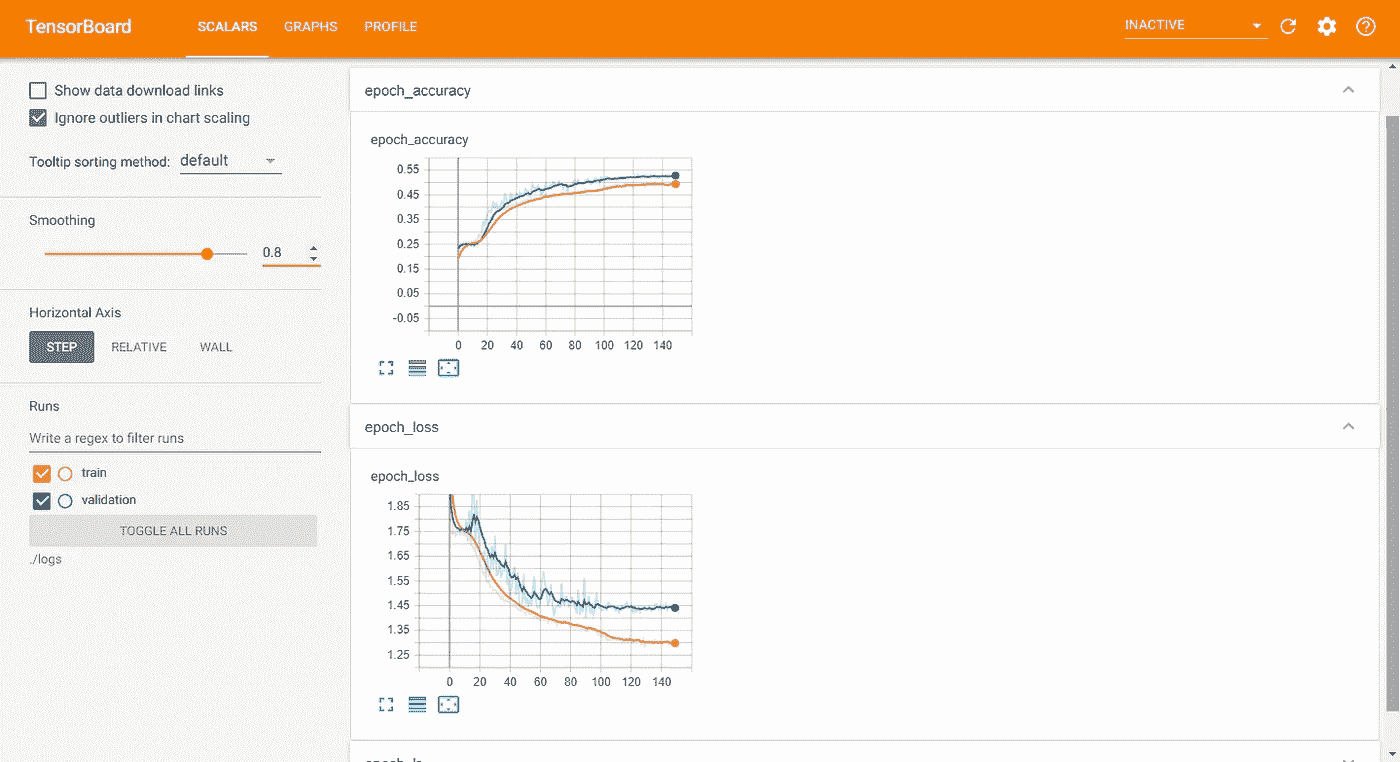 TensorBoard SCALARS GRAPHS PROFILE INACTIVE
Show data download links
Ignore outliers in chart scaling
Tooltip sorting method: default
Smoothing
0.8
Horizontal Axis
STEP RELATIVE WALL
Runs
Write a regex to filter runs
train
validation
TOGGLE ALL RUNS
./logs
epoch_accuracy
epoch_accuracy
0.55
0.45
0.35
0.25
0.15
0.05
-0.05
0 20 40 60 80 100 120 140
epoch_loss
epoch_loss
1.85
1.75
1.65
1.55
1.45
1.35
1.25
0 20 40 60 80 100 120 140